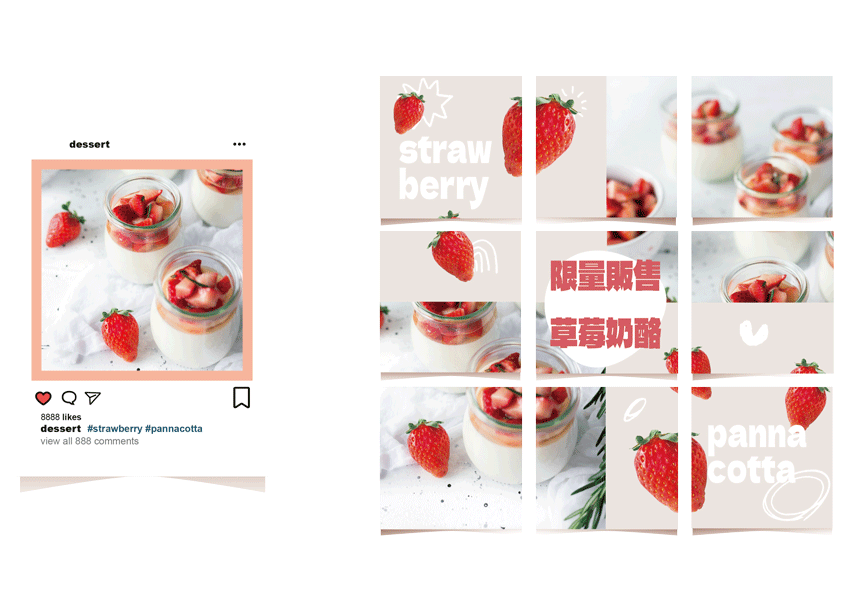 dessert
8888 likes
dessert #strawberry #pannacotta
view all 888 comments
straw
berry
限量販售
草莓奶酪
panna
cotta